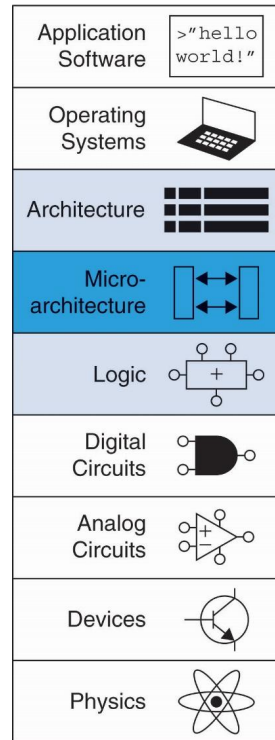 Application
Software
>"hello
world!"
Operating
Systems
Architecture
Micro-
architecture
Logic
+
Digital
Circuits
Analog
Circuits
+
−
Devices
Physics